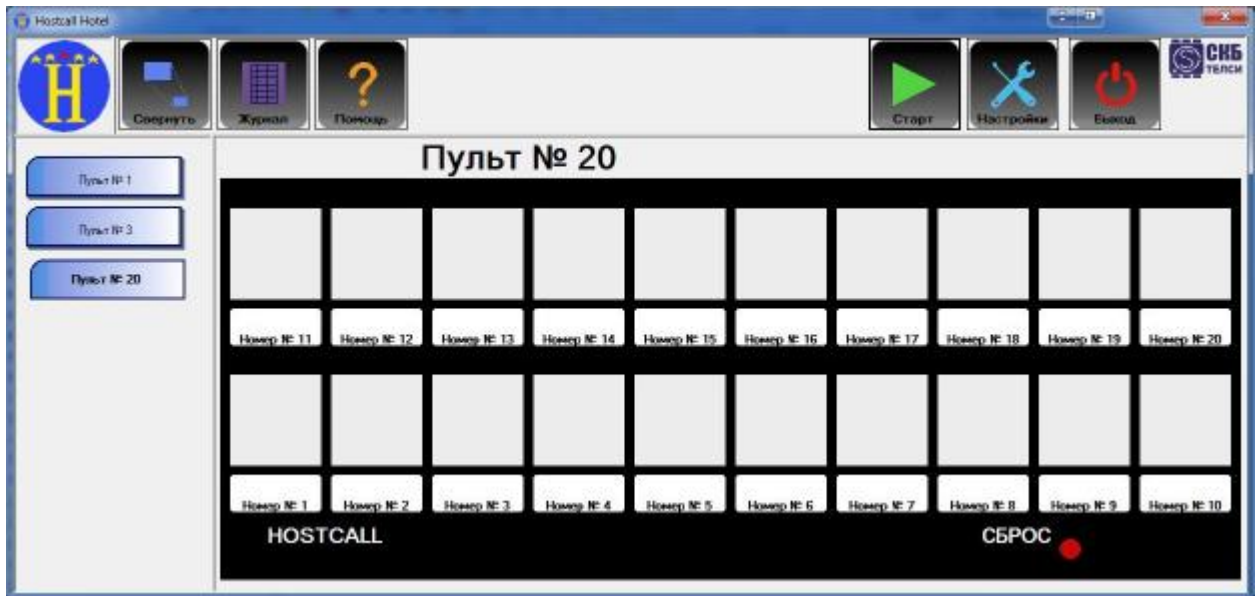 Hostcall Hotel
Свернуть
Журнал
Помощь
Старт
Настройки
Выход
СКБ
ТЕЛСИ
Пульт № 1
Пульт № 3
Пульт № 20
Пульт № 20
Номер № 11 Номер № 12 Номер № 13 Номер № 14 Номер № 15 Номер № 16 Номер № 17 Номер № 18 Номер № 19 Номер № 20
Номер № 1 Номер № 2 Номер № 3 Номер № 4 Номер № 5 Номер № 6 Номер № 7 Номер № 8 Номер № 9 Номер № 10
HOSTCALL СБРОС